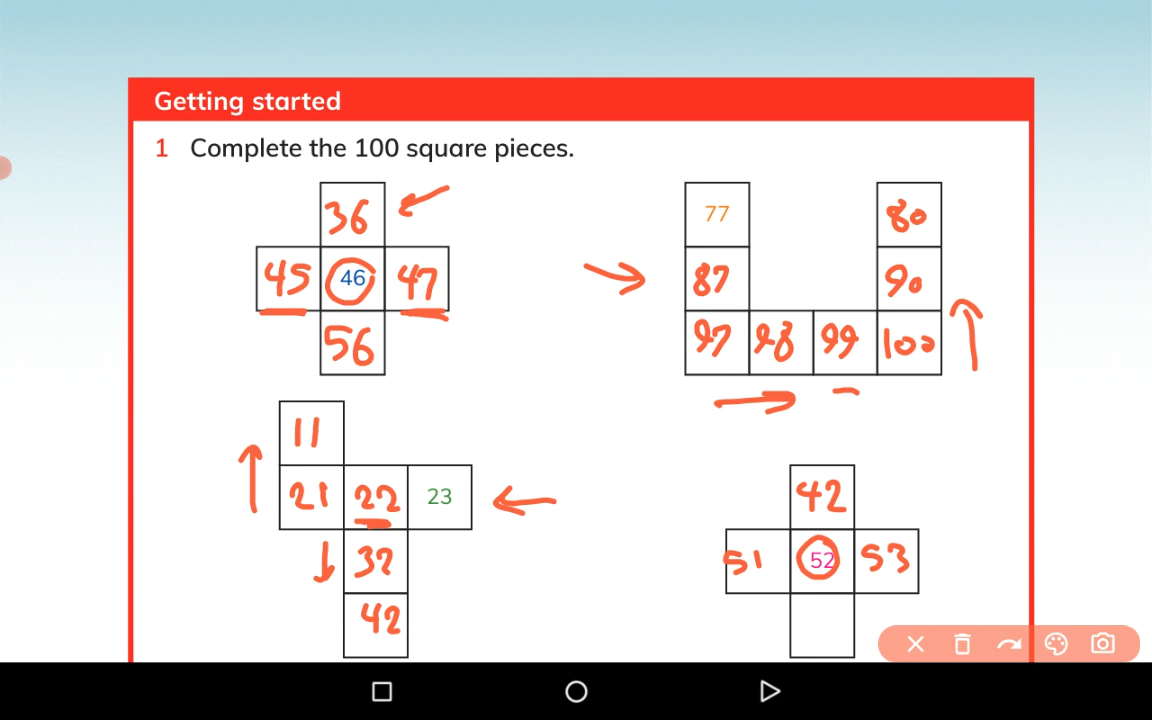 Getting started
1 Complete the 100 square pieces.
36
45 46 47
56
77 80
87 90
97 98 99 100
11
21 22 23
32
42
42
51 52 53